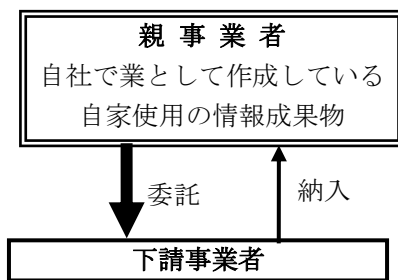 親 事 業 者
自社で業として作成している
自家使用の情報成果物
委託
納入
下請事業者